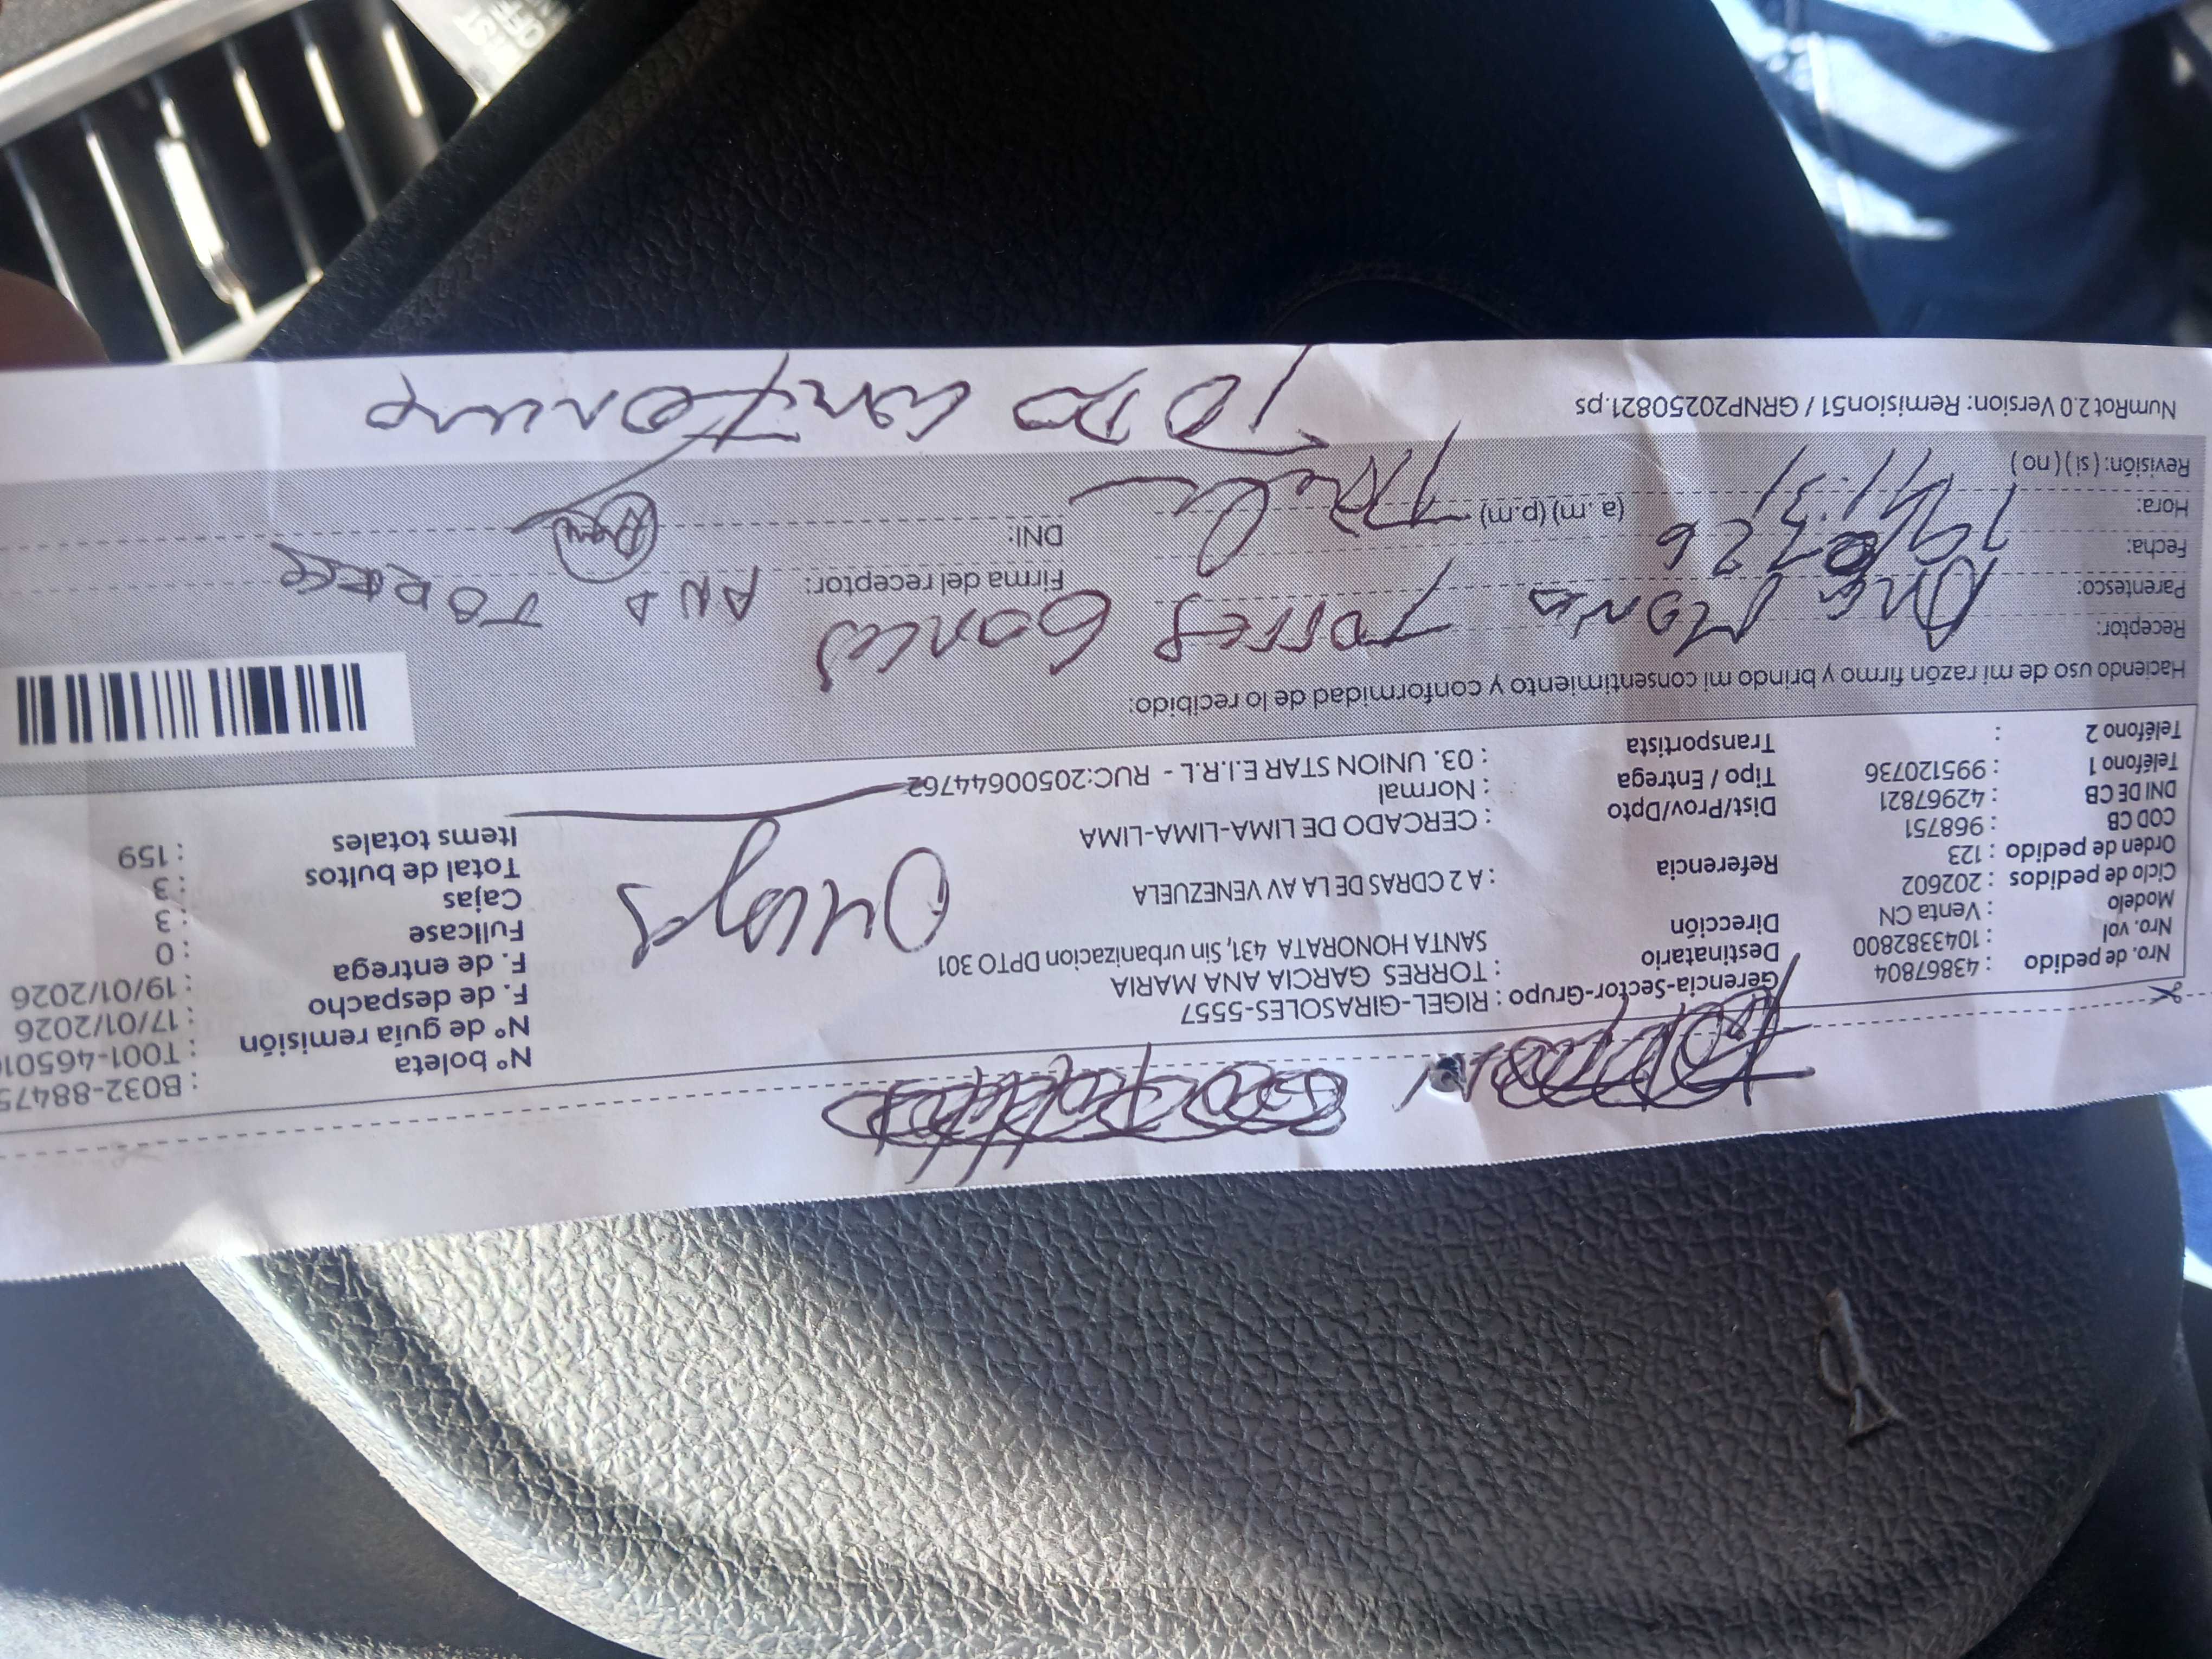 Nro. de pedido : 43867804
Nro. vol : 1043382800
Modelo : Venta CN
Ciclo de pedidos : 202602
Orden de pedido : 123
COD CB : 968751
DNI DE CB : 42967821
Teléfono 1 : 995120736
Teléfono 2 :
Gerencia-Sector-Grupo : RIGEL-GIRASOLES-5557
Destinatario : TORRES GARCIA ANA MARIA
Dirección SANTA HONORATA 431, Sin urbanizacion DPTO 301
Referencia : A 2 CDRAS DE LA AV VENEZUELA
Dist/Prov/Dpto : CERCADO DE LIMA-LIMA-LIMA
Tipo / Entrega : Normal
Transportista : 03. UNION STAR E.I.R.L - RUC:20500644762
Nº boleta : B032-88475
Nº de guía remisión : T001-46501
F. de despacho : 17/01/2026
F. de entrega : 19/01/2026
Fullcase : 0
Cajas : 3
Total de bultos : 3
Items totales : 159
Haciendo uso de mi razón firmo y brindo mi consentimiento y conformidad de lo recibido:
Receptor:
Parentesco:
Fecha:
Hora: (a. m) (p.m)
Revisión: ( si ) ( no )
Torres
Firma del receptor: ANA
DNI:
TODO conforme
NumRot 2.0 Version: Remision51 / GRNP20250821.ps